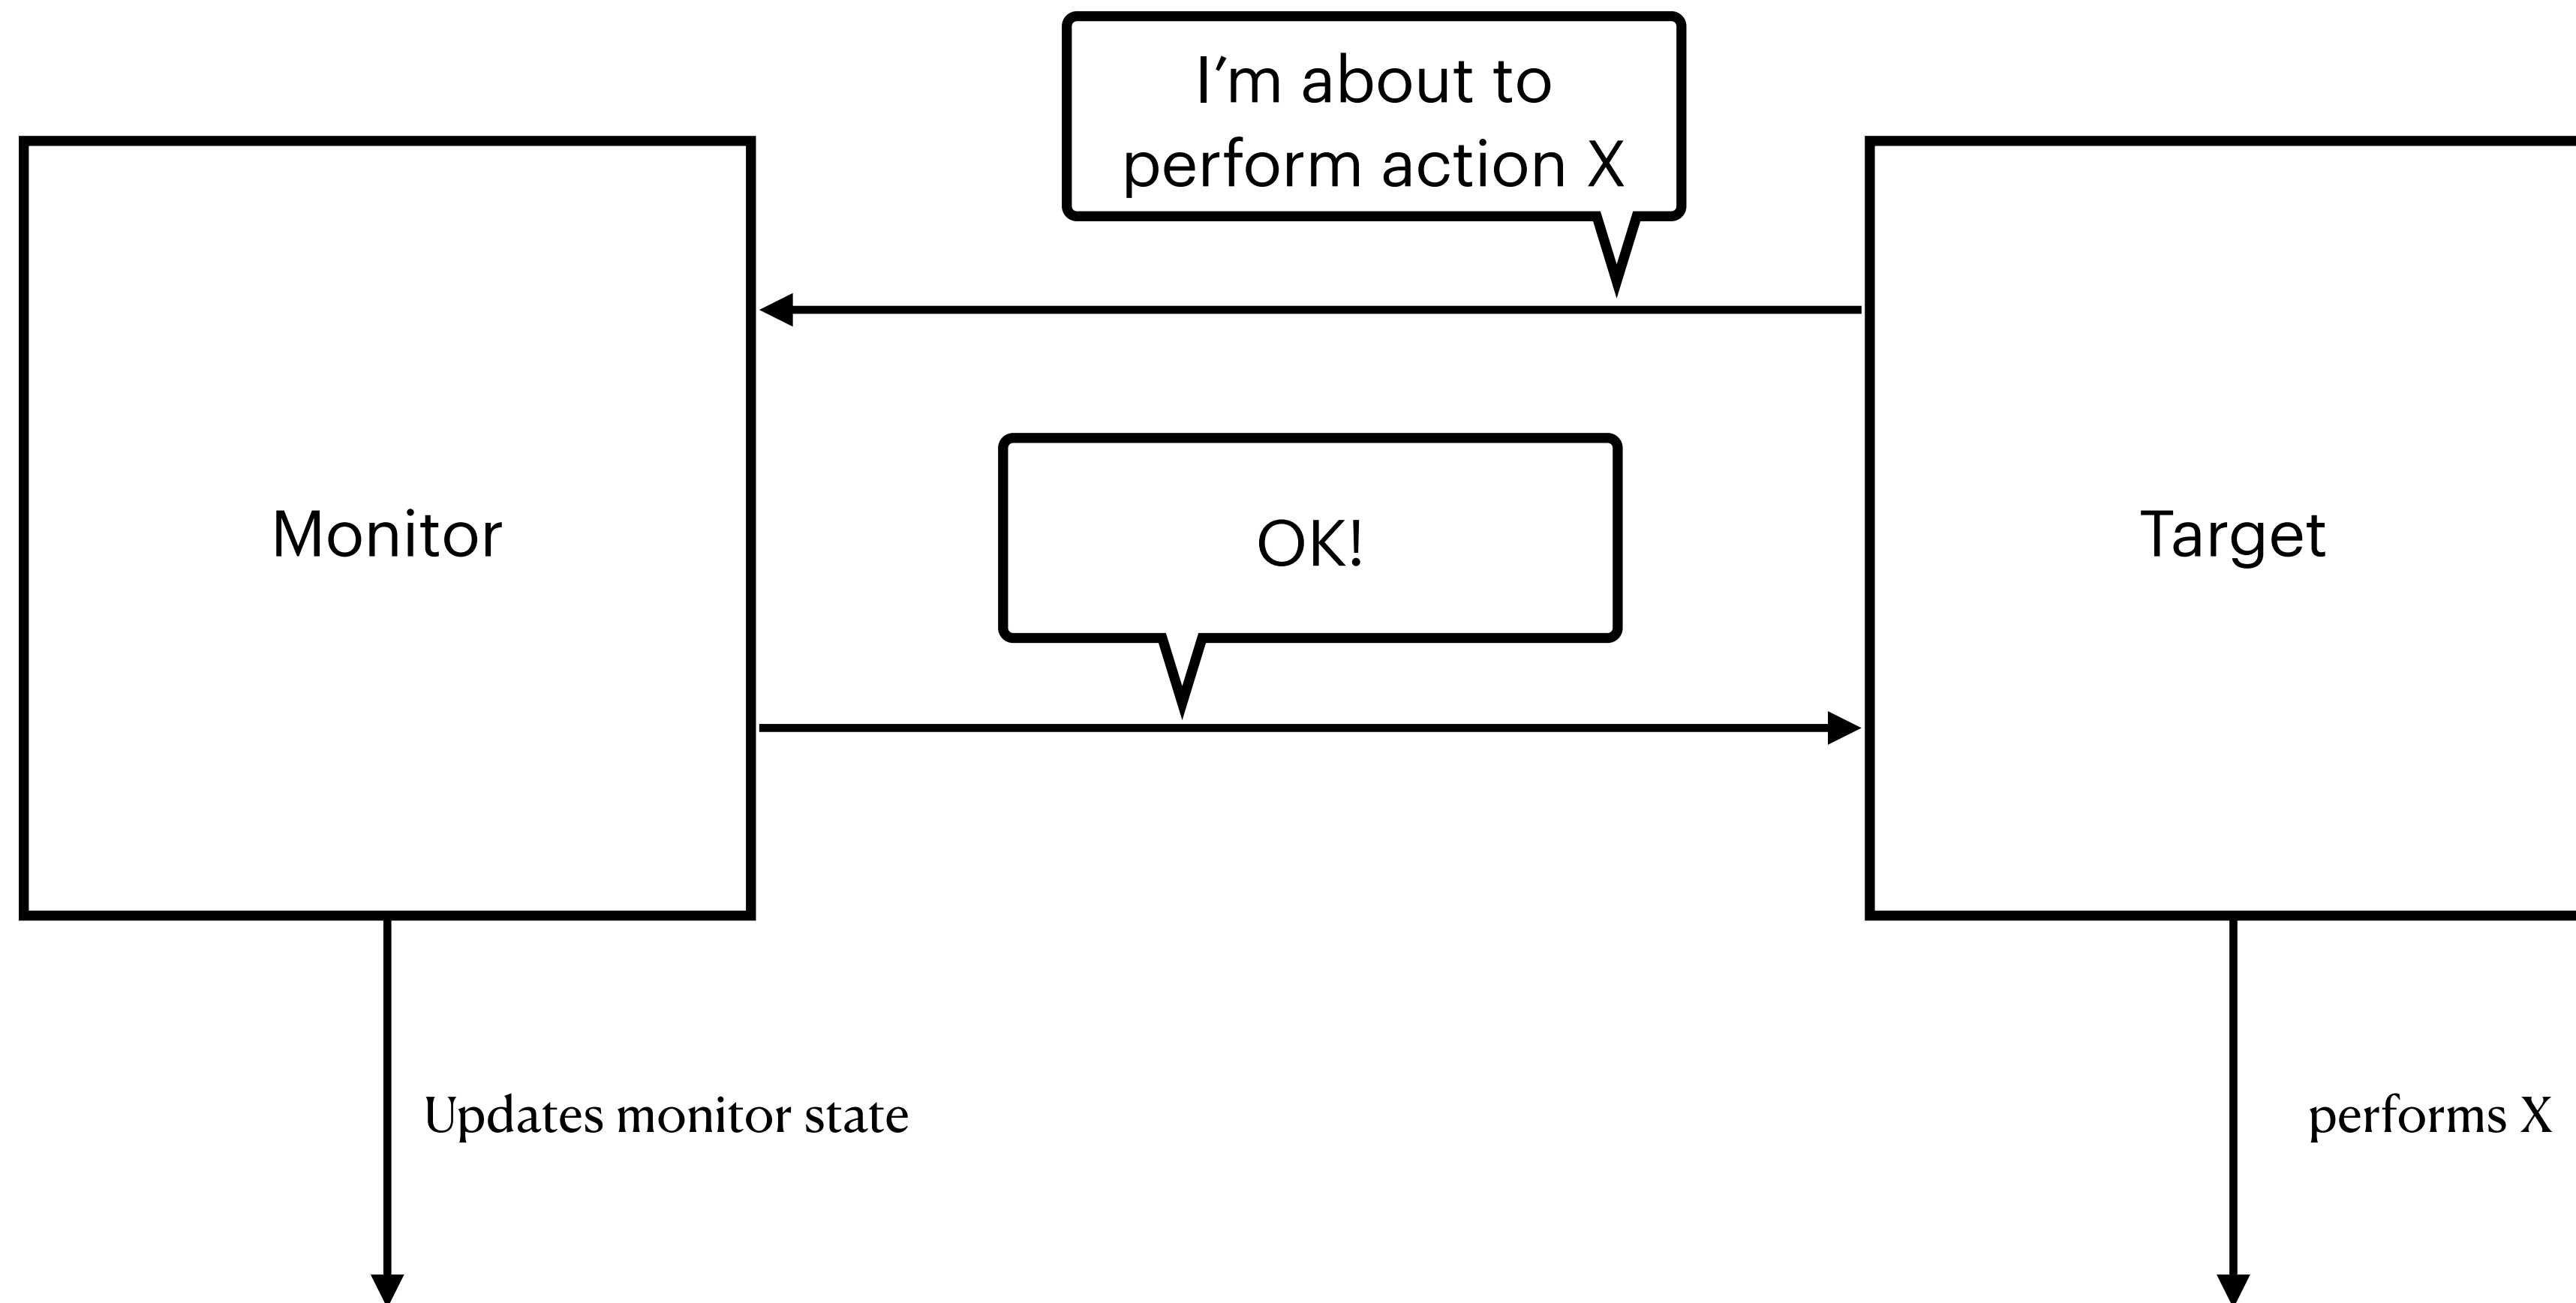 I’m about to
perform action X
Monitor
OK!
Target
Updates monitor state
performs X